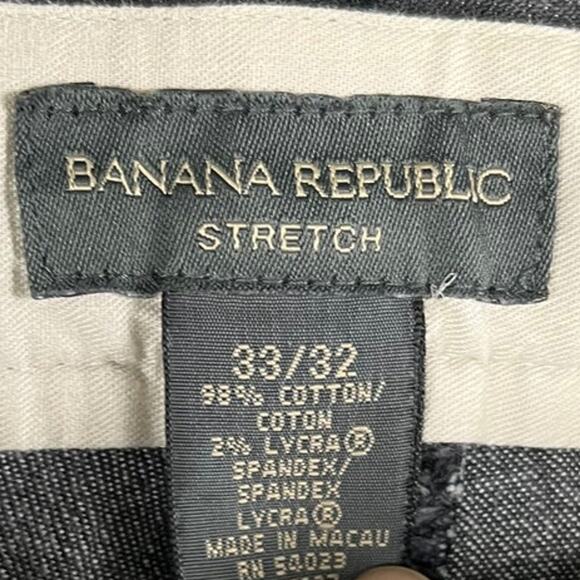 BANANA REPUBLIC
STRETCH
33/32
98% COTTON/
COTON
2% LYCRA®
SPANDEX/
SPANDEX
LYCRA®
MADE IN MACAU
RN 54023